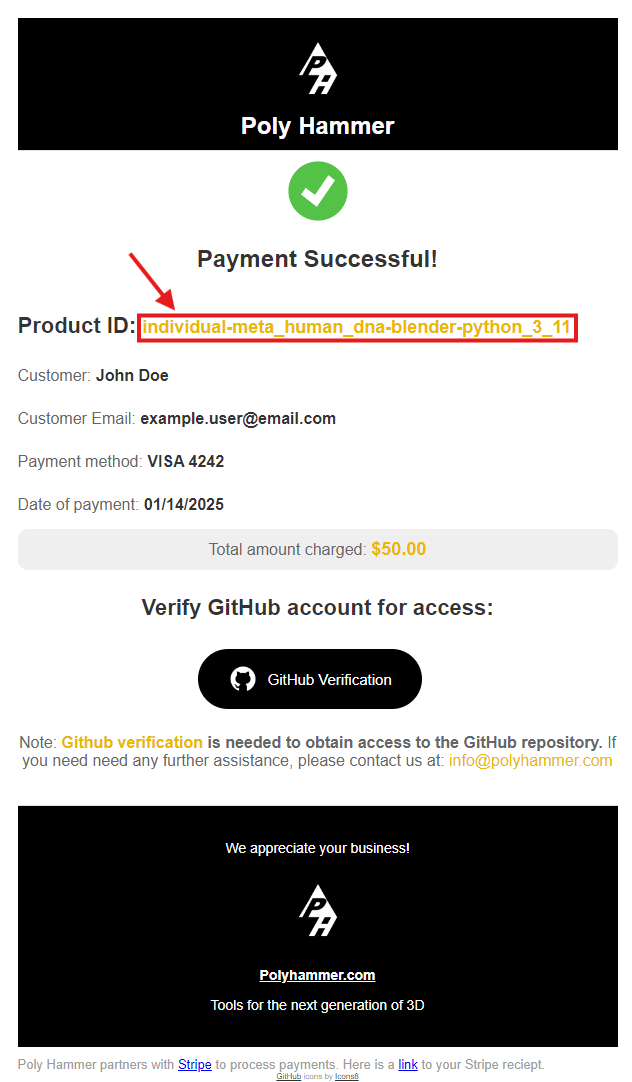 PH
Poly Hammer
Payment Successful!
Product ID: individual-meta_human_dna-blender-python_3_11
Customer: John Doe
Customer Email: example.user@email.com
Payment method: VISA 4242
Date of payment: 01/14/2025
Total amount charged: $50.00
Verify GitHub account for access:
GitHub Verification
Note: Github verification is needed to obtain access to the GitHub repository. If
you need need any further assistance, please contact us at: info@polyhammer.com
We appreciate your business!
PH
Polyhammer.com
Tools for the next generation of 3D
Poly Hammer partners with Stripe to process payments. Here is a link to your Stripe reciept.
GitHub icons by Icons8